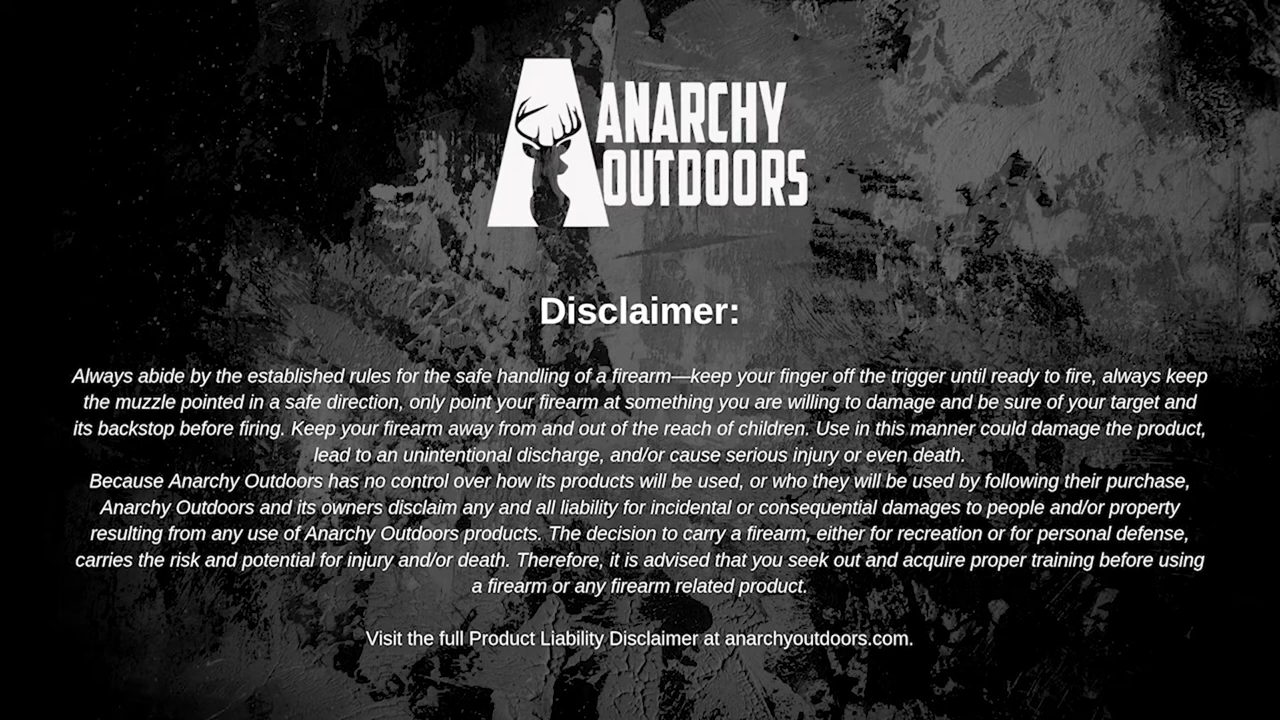 ANARCHY
OUTDOORS
Disclaimer:
Always abide by the established rules for the safe handling of a firearm—keep your finger off the trigger until ready to fire, always keep
the muzzle pointed in a safe direction, only point your firearm at something you are willing to damage and be sure of your target and
its backstop before firing. Keep your firearm away from and out of the reach of children. Use in this manner could damage the product,
lead to an unintentional discharge, and/or cause serious injury or even death.
Because Anarchy Outdoors has no control over how its products will be used, or who they will be used by following their purchase,
Anarchy Outdoors and its owners disclaim any and all liability for incidental or consequential damages to people and/or property
resulting from any use of Anarchy Outdoors products. The decision to carry a firearm, either for recreation or for personal defense,
carries the risk and potential for injury and/or death. Therefore, it is advised that you seek out and acquire proper training before using
a firearm or any firearm related product.
Visit the full Product Liability Disclaimer at anarchyoutdoors.com.